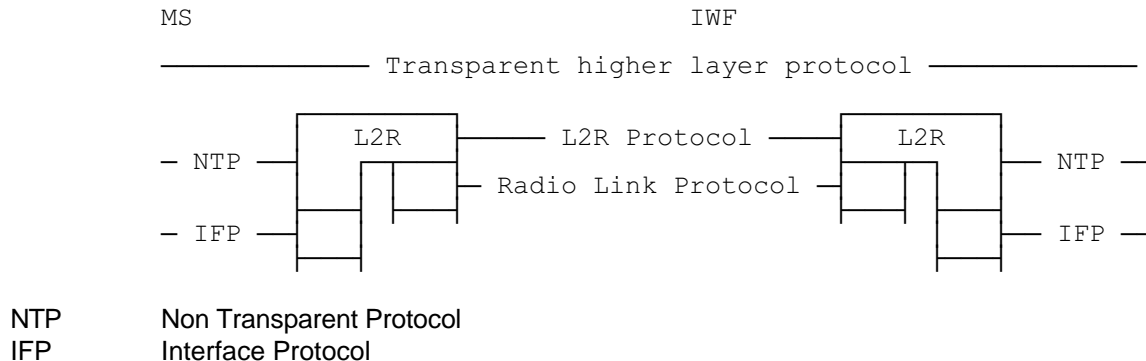 MS IWF
Transparent higher layer protocol
L2R L2R Protocol L2R
NTP NTP
Radio Link Protocol
IFP IFP
NTP Non Transparent Protocol
IFP Interface Protocol